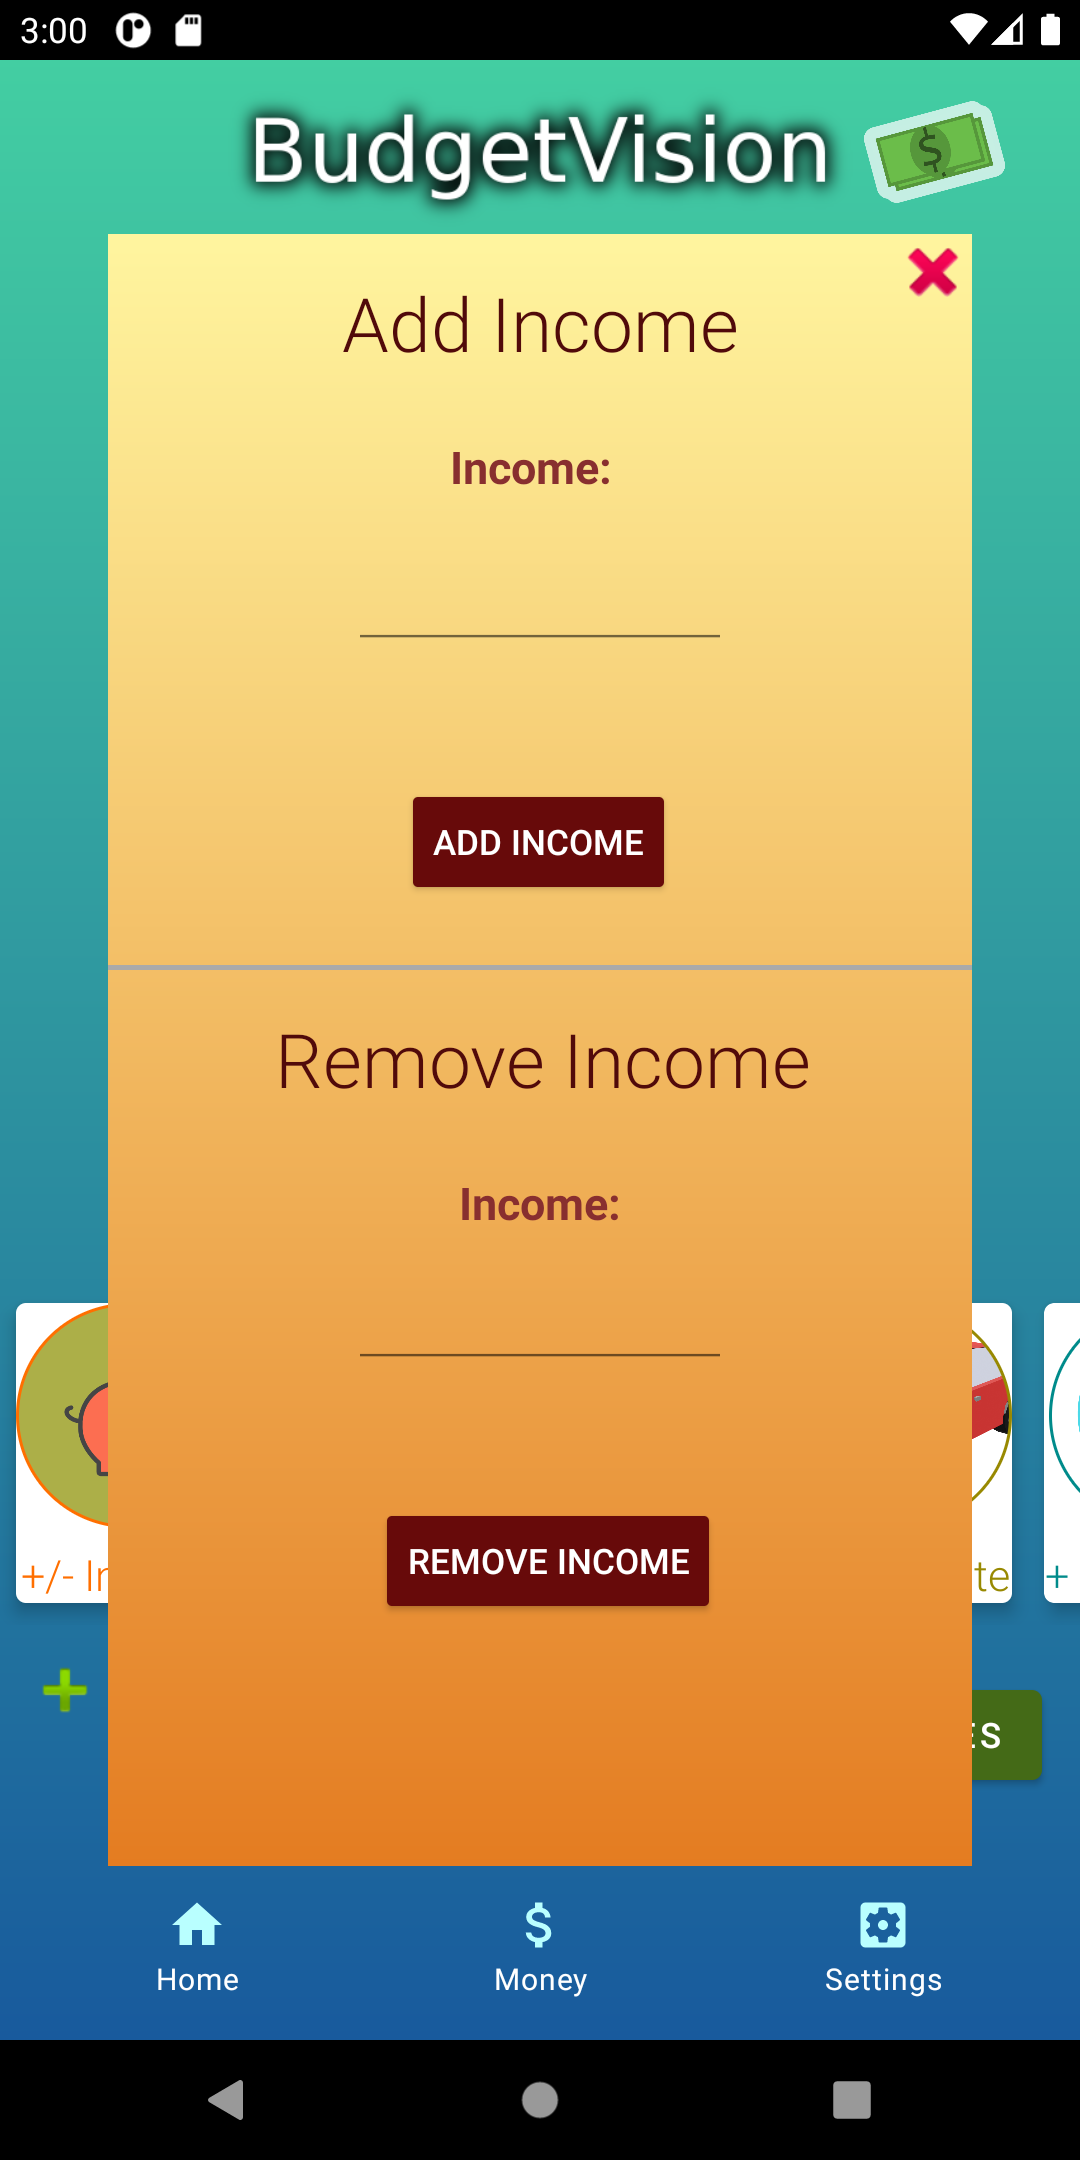 3:00
BudgetVision
Add Income
Income:
ADD INCOME
Remove Income
Income:
+/- In
te
+
REMOVE INCOME
ES
Home
Money
Settings